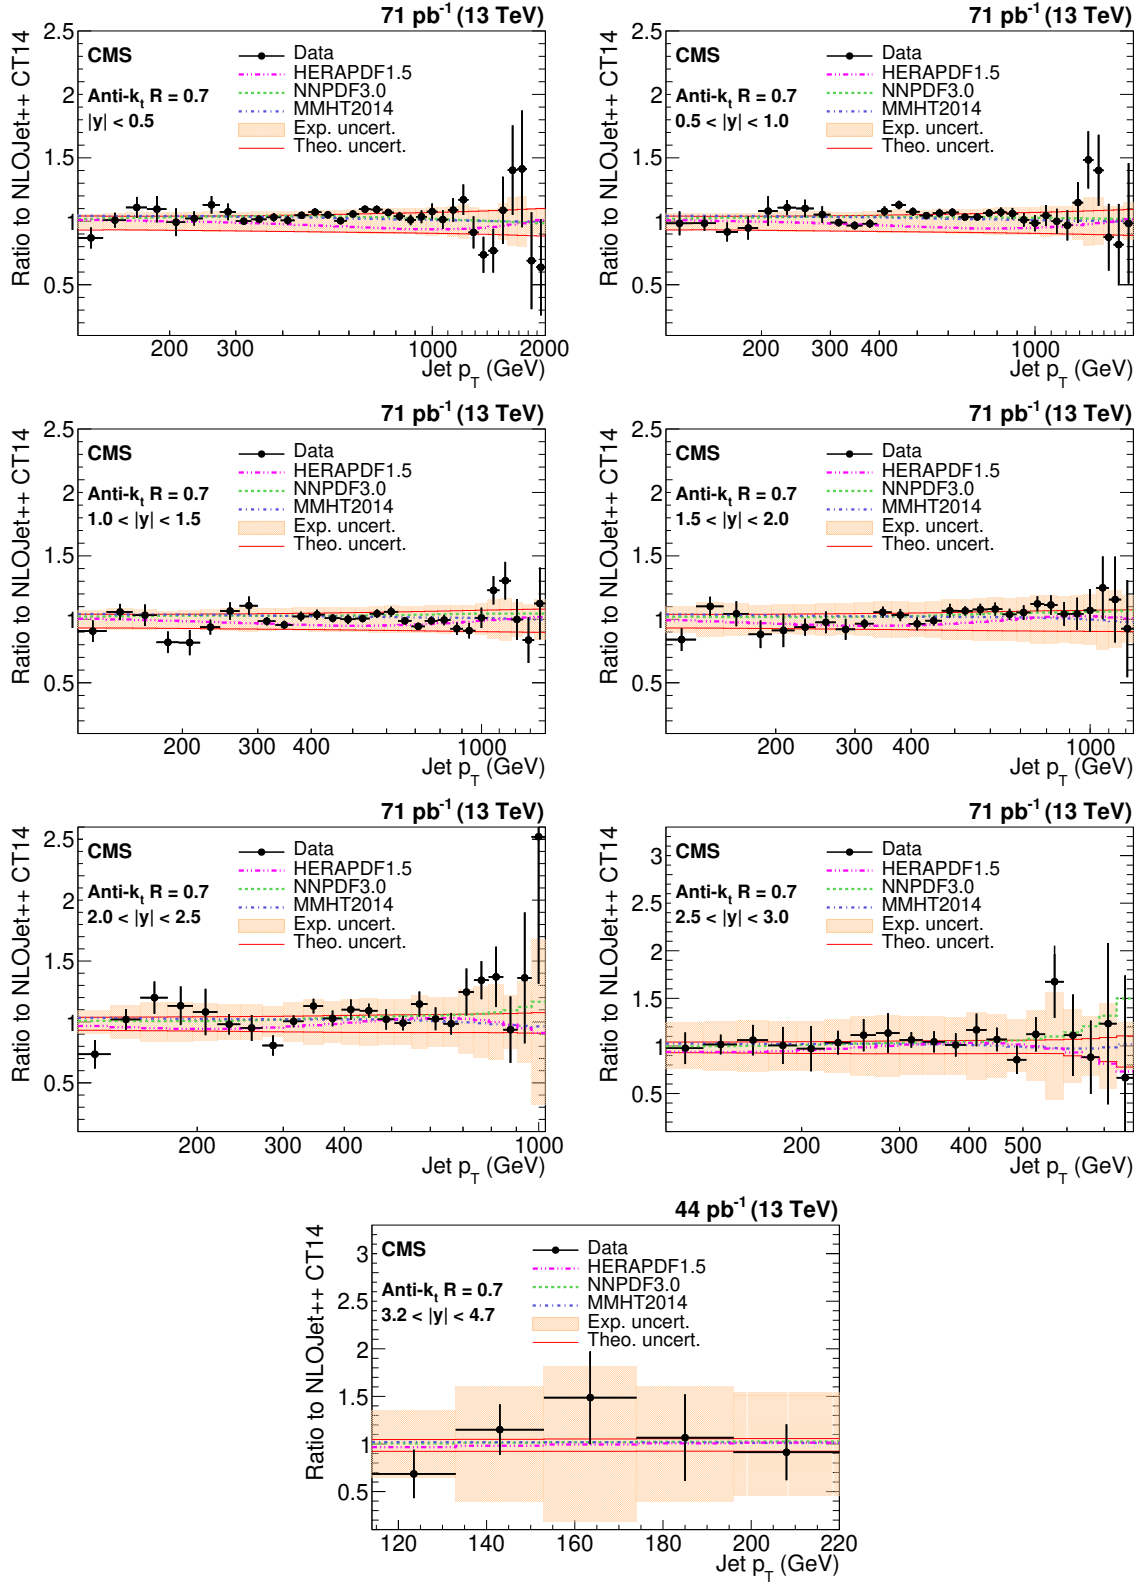 71 pb-1 (13 TeV)
Ratio to NLOJet++ CT14
2.5
2
1.5
1
0.5
CMS
Anti-kt R = 0.7
|y| < 0.5
Data
HERAPDF1.5
NNPDF3.0
MMHT2014
Exp. uncert.
Theo. uncert.
200 300 1000 2000
Jet pT (GeV)
71 pb-1 (13 TeV)
Ratio to NLOJet++ CT14
2.5
2
1.5
1
0.5
CMS
Anti-kt R = 0.7
0.5 < |y| < 1.0
Data
HERAPDF1.5
NNPDF3.0
MMHT2014
Exp. uncert.
Theo. uncert.
200 300 400 1000
Jet pT (GeV)
71 pb-1 (13 TeV)
Ratio to NLOJet++ CT14
2.5
2
1.5
1
0.5
CMS
Anti-kt R = 0.7
1.0 < |y| < 1.5
Data
HERAPDF1.5
NNPDF3.0
MMHT2014
Exp. uncert.
Theo. uncert.
200 300 400 1000
Jet pT (GeV)
71 pb-1 (13 TeV)
Ratio to NLOJet++ CT14
2.5
2
1.5
1
0.5
CMS
Anti-kt R = 0.7
1.5 < |y| < 2.0
Data
HERAPDF1.5
NNPDF3.0
MMHT2014
Exp. uncert.
Theo. uncert.
200 300 400 1000
Jet pT (GeV)
71 pb-1 (13 TeV)
Ratio to NLOJet++ CT14
2.5
2
1.5
1
0.5
CMS
Anti-kt R = 0.7
2.0 < |y| < 2.5
Data
HERAPDF1.5
NNPDF3.0
MMHT2014
Exp. uncert.
Theo. uncert.
200 300 400 1000
Jet pT (GeV)
71 pb-1 (13 TeV)
Ratio to NLOJet++ CT14
3
2.5
2
1.5
1
0.5
CMS
Anti-kt R = 0.7
2.5 < |y| < 3.0
Data
HERAPDF1.5
NNPDF3.0
MMHT2014
Exp. uncert.
Theo. uncert.
200 300 400 500
Jet pT (GeV)
44 pb-1 (13 TeV)
Ratio to NLOJet++ CT14
3
2.5
2
1.5
1
0.5
CMS
Anti-kt R = 0.7
3.2 < |y| < 4.7
Data
HERAPDF1.5
NNPDF3.0
MMHT2014
Exp. uncert.
Theo. uncert.
120 140 160 180 200 220
Jet pT (GeV)